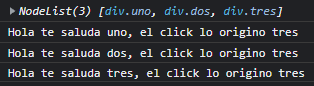 ▶ NodeList(3) [div.uno, div.dos, div.tres]
Hola te saluda uno, el click lo origino tres
Hola te saluda dos, el click lo origino tres
Hola te saluda tres, el click lo origino tres